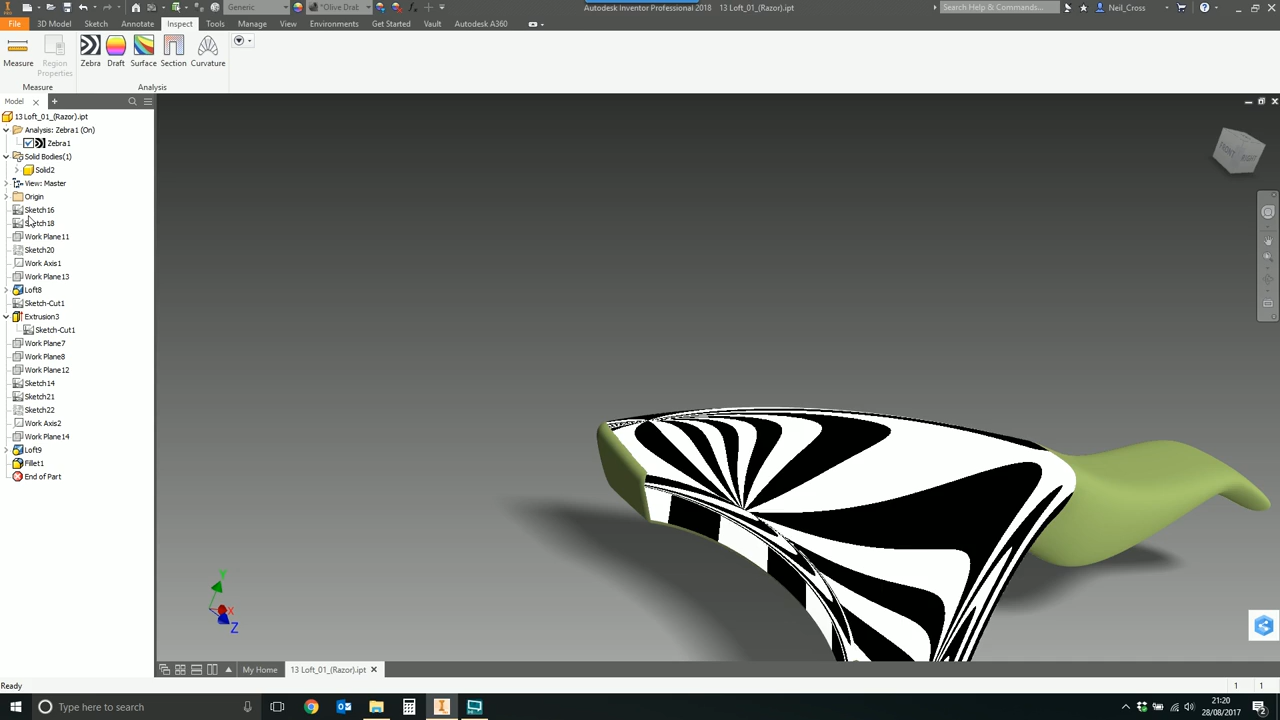 Generic
*Olive Drab
Autodesk Inventor Professional 2018 13 Loft_01_(Razor).ipt
Search Help & Commands...
Neil_Cross
File 3D Model Sketch Annotate Inspect Tools Manage View Environments Get Started Vault Autodesk A360
Measure Region Properties Zebra Draft Surface Section Curvature
Measure Analysis
Model
13 Loft_01_(Razor).ipt
Analysis: Zebra1 (On)
Zebra1
Solid Bodies(1)
Solid2
View: Master
Origin
Sketch16
Sketch18
Work Plane11
Sketch20
Work Axis1
Work Plane13
Loft8
Sketch-Cut1
Extrusion3
Sketch-Cut1
Work Plane7
Work Plane8
Work Plane12
Sketch14
Sketch21
Sketch22
Work Axis2
Work Plane14
Loft9
Fillet1
End of Part
FRONT RIGHT
Y
X
Z
My Home 13 Loft_01_(Razor).ipt
Ready 1 1
Type here to search
21:20
28/08/2017
2